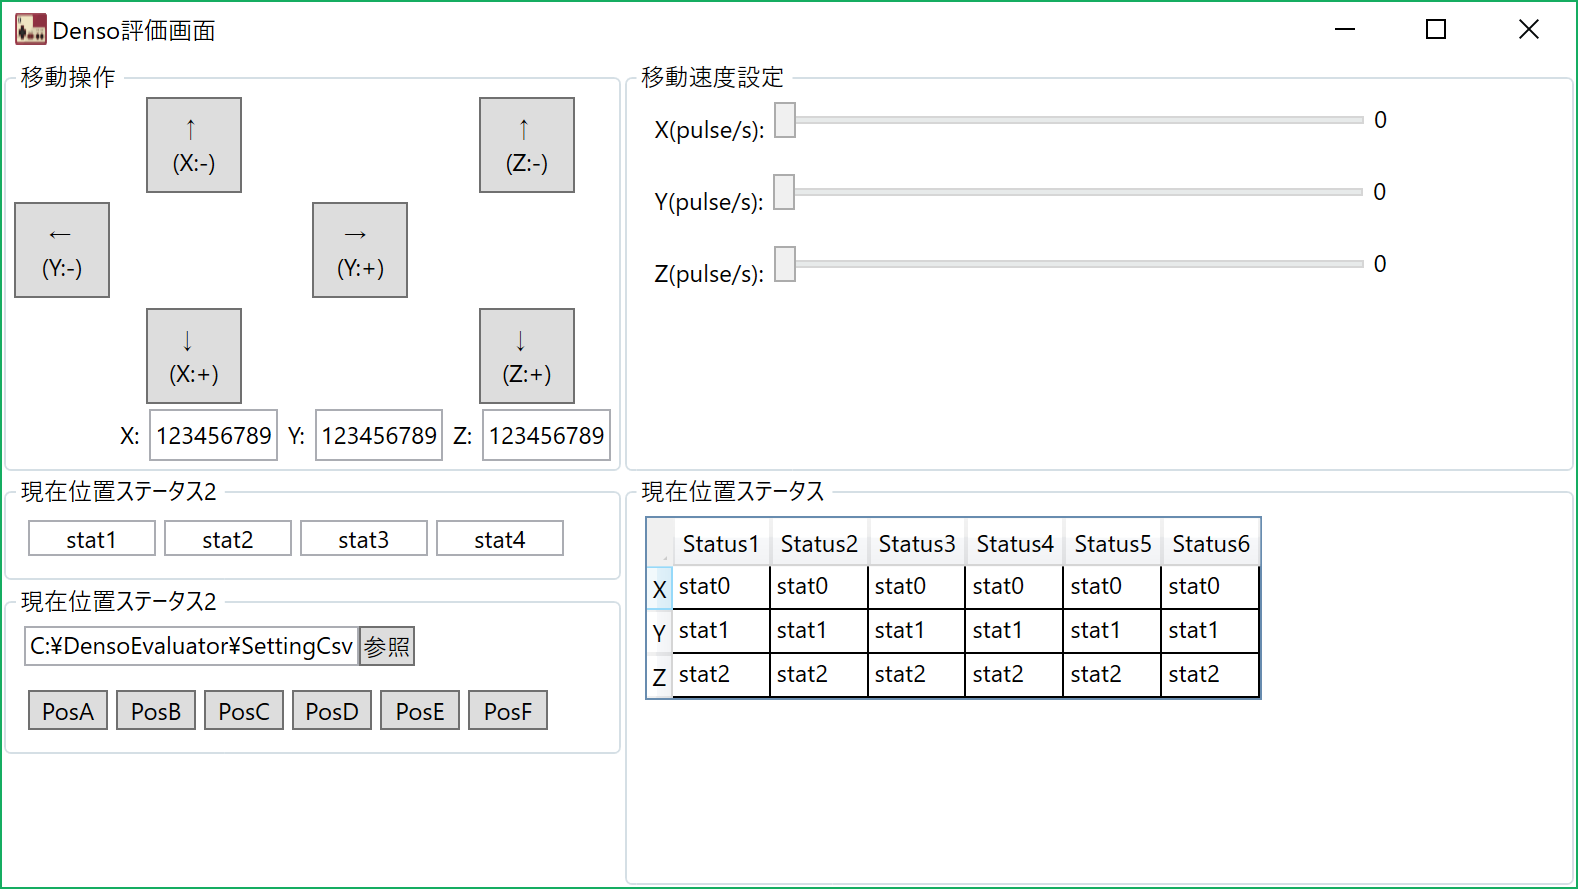 Denso評価画面
移動操作
↑
(X:-)
↑
(Z:-)
←
(Y:-)
→
(Y:+)
↓
(X:+)
↓
(Z:+)
X: 123456789 Y: 123456789 Z: 123456789
移動速度設定
X(pulse/s): 0
Y(pulse/s): 0
Z(pulse/s): 0
現在位置ステータス2
stat1 stat2 stat3 stat4
現在位置ステータス2
C:¥DensoEvaluator¥SettingCsv 参照
PosA PosB PosC PosD PosE PosF
現在位置ステータス
Status1 Status2 Status3 Status4 Status5 Status6
X stat0 stat0 stat0 stat0 stat0 stat0
Y stat1 stat1 stat1 stat1 stat1 stat1
Z stat2 stat2 stat2 stat2 stat2 stat2